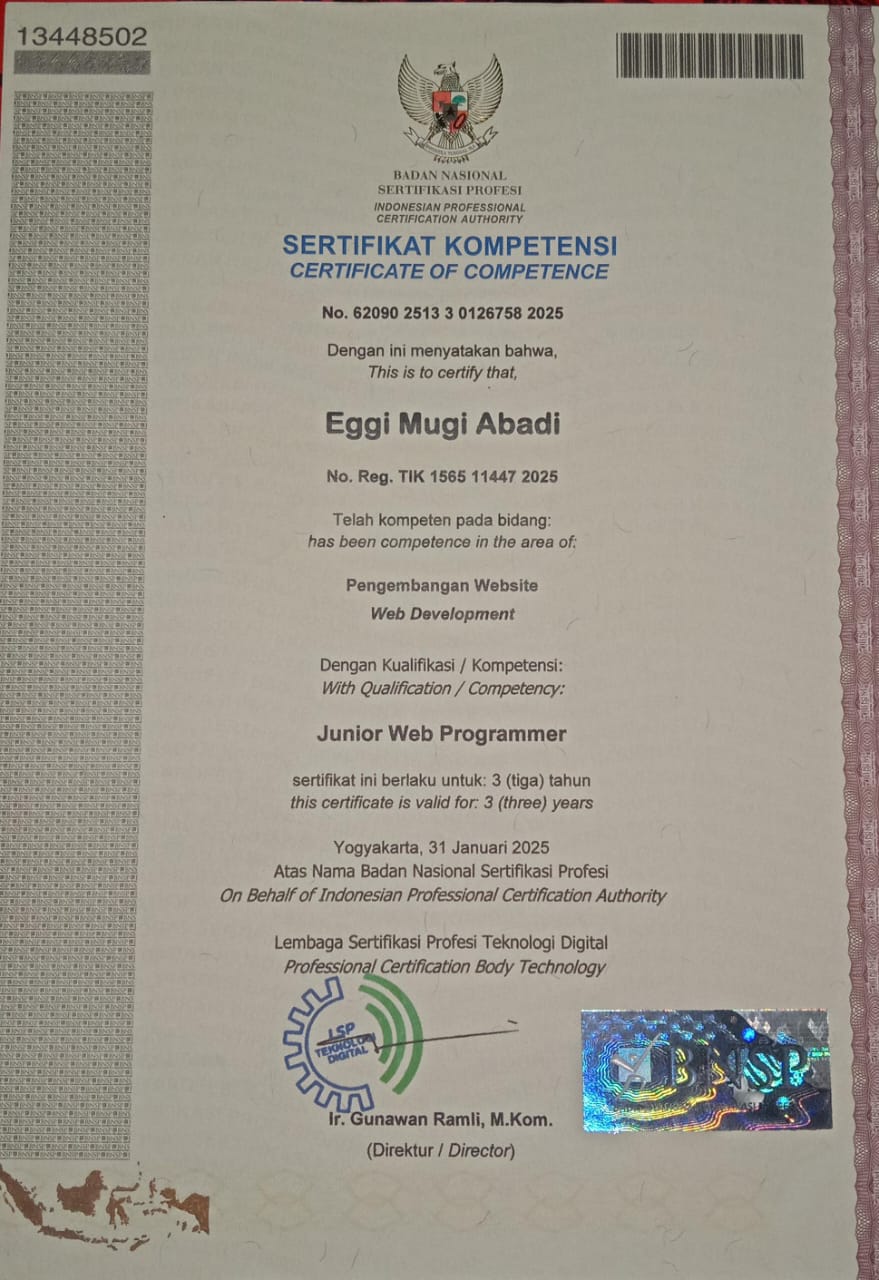 13448502
BADAN NASIONAL
SERTIFIKASI PROFESI
INDONESIAN PROFESSIONAL
CERTIFICATION AUTHORITY
SERTIFIKAT KOMPETENSI
CERTIFICATE OF COMPETENCE
No. 62090 2513 3 0126758 2025
Dengan ini menyatakan bahwa,
This is to certify that,
Eggi Mugi Abadi
No. Reg. TIK 1565 11447 2025
Telah kompeten pada bidang:
has been competence in the area of:
Pengembangan Website
Web Development
Dengan Kualifikasi / Kompetensi:
With Qualification / Competency:
Junior Web Programmer
sertifikat ini berlaku untuk: 3 (tiga) tahun
this certificate is valid for: 3 (three) years
Yogyakarta, 31 Januari 2025
Atas Nama Badan Nasional Sertifikasi Profesi
On Behalf of Indonesian Professional Certification Authority
Lembaga Sertifikasi Profesi Teknologi Digital
Professional Certification Body Technology
LSP
TEKNOLOGI
DIGITAL
BNSP
Ir. Gunawan Ramli, M.Kom.
(Direktur / Director)